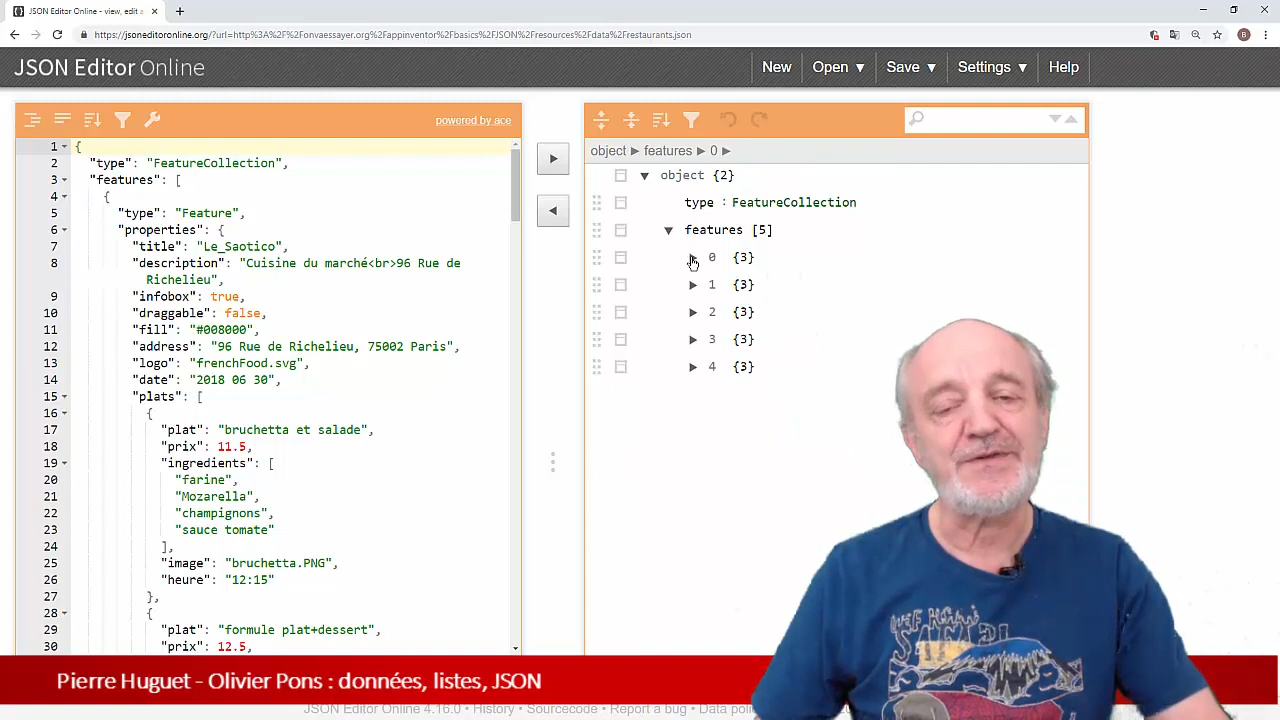 JSON Editor Online - view, edit a
https://jsoneditoronline.org/?url=http%3A%2F%2Fonvaessayer.org%2Fappinventor%2Fbasics%2FJSON%2Fresources%2Fdata%2Frestaurants.json
B
JSON Editor Online
New Open ▼ Save ▼ Settings ▼ Help
powered by ace
1 {
2 "type": "FeatureCollection",
3 "features": [
4 {
5 "type": "Feature",
6 "properties": {
7 "title": "Le_Saotico",
8 "description": "Cuisine du marché<br>96 Rue de
Richelieu",
9 "infobox": true,
10 "draggable": false,
11 "fill": "#008000",
12 "address": "96 Rue de Richelieu, 75002 Paris",
13 "logo": "frenchFood.svg",
14 "date": "2018 06 30",
15 "plats": [
16 {
17 "plat": "bruchetta et salade",
18 "prix": 11.5,
19 "ingredients": [
20 "farine",
21 "Mozarella",
22 "champignons",
23 "sauce tomate"
24 ],
25 "image": "bruchetta.PNG",
26 "heure": "12:15"
27 },
28 {
29 "plat": "formule plat+dessert",
30 "prix": 12.5,
object ▶ features ▶ 0 ▶
object {2}
type : FeatureCollection
features [5]
0 {3}
1 {3}
2 {3}
3 {3}
4 {3}
Pierre Huguet - Olivier Pons : données, listes, JSON
JSON Editor Online 4.16.0 • History • Sourcecode • Report a bug • Data